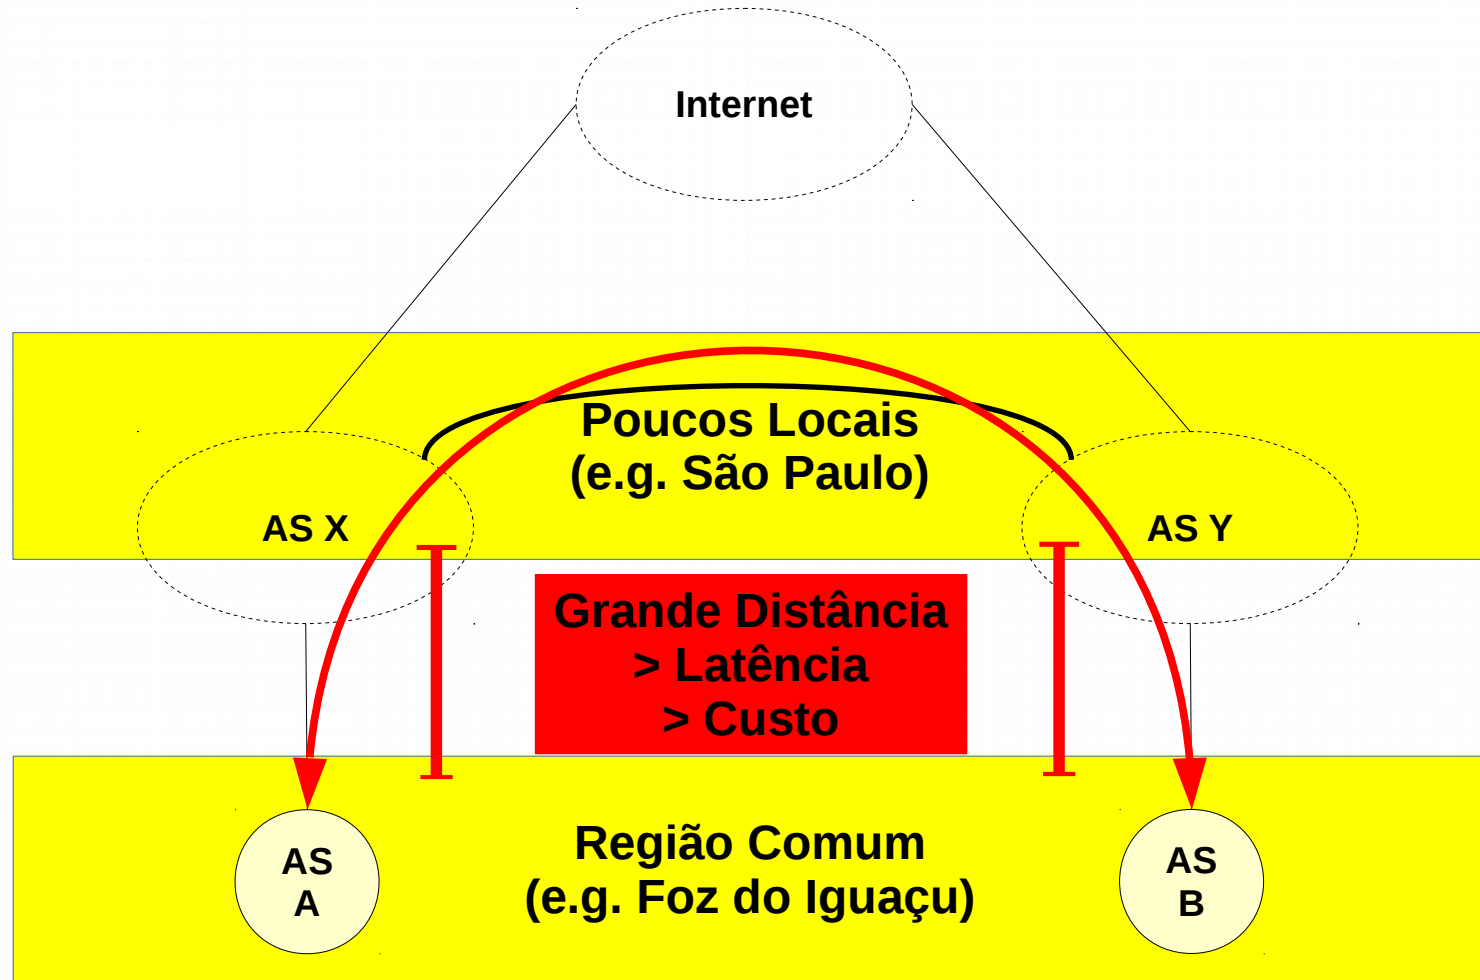 Internet
Poucos Locais
(e.g. São Paulo)
AS X
AS Y
Grande Distância
> Latência
> Custo
Região Comum
(e.g. Foz do Iguaçu)
AS
A
AS
B